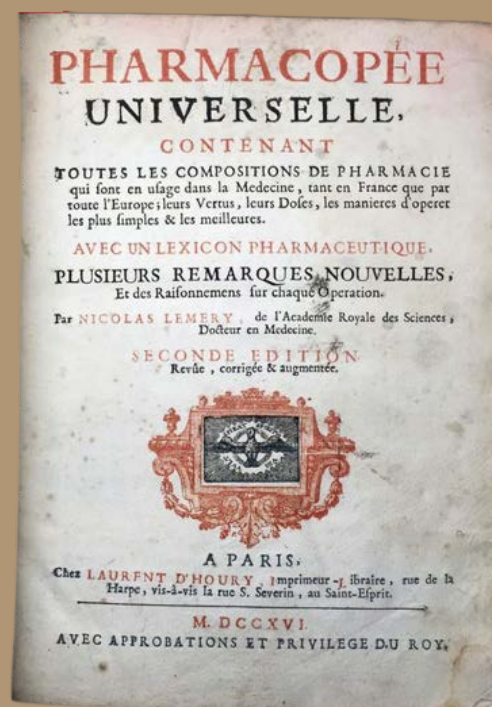 PHARMACOPÉE
UNIVERSELLE,
CONTENANT
TOUTES LES COMPOSITIONS DE PHARMACIE
qui sont en usage dans la Medecine, tant en France que par
toute l'Europe; leurs Vertus, leurs Doses, les manieres d'operer
les plus simples & les meilleures.
AVEC UN LEXICON PHARMACEUTIQUE,
PLUSIEURS REMARQUES NOUVELLES,
Et des Raisonnemens sur chaque Operation.
Par NICOLAS LEMERY, de l'Academie Royale des Sciences,
Docteur en Medecine.
SECONDE EDITION
Revûe, corrigée & augmentée.
A PARIS,
Chez LAURENT D'HOURY, Imprimeur-Libraire, rue de la
Harpe, vis-à-vis la rue S. Severin, au Saint-Esprit.
M. DCCXVI.
AVEC APPROBATIONS ET PRIVILEGE DU ROY.